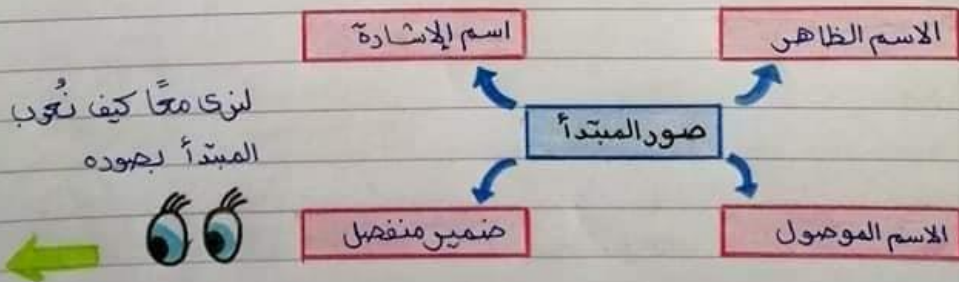 الاسم الظاهر
اسم الإشارة
صور المبتدأ
لنرى معًا كيف نُعرب
المبتدأ بصوره
الاسم الموصول
ضمير منفصل